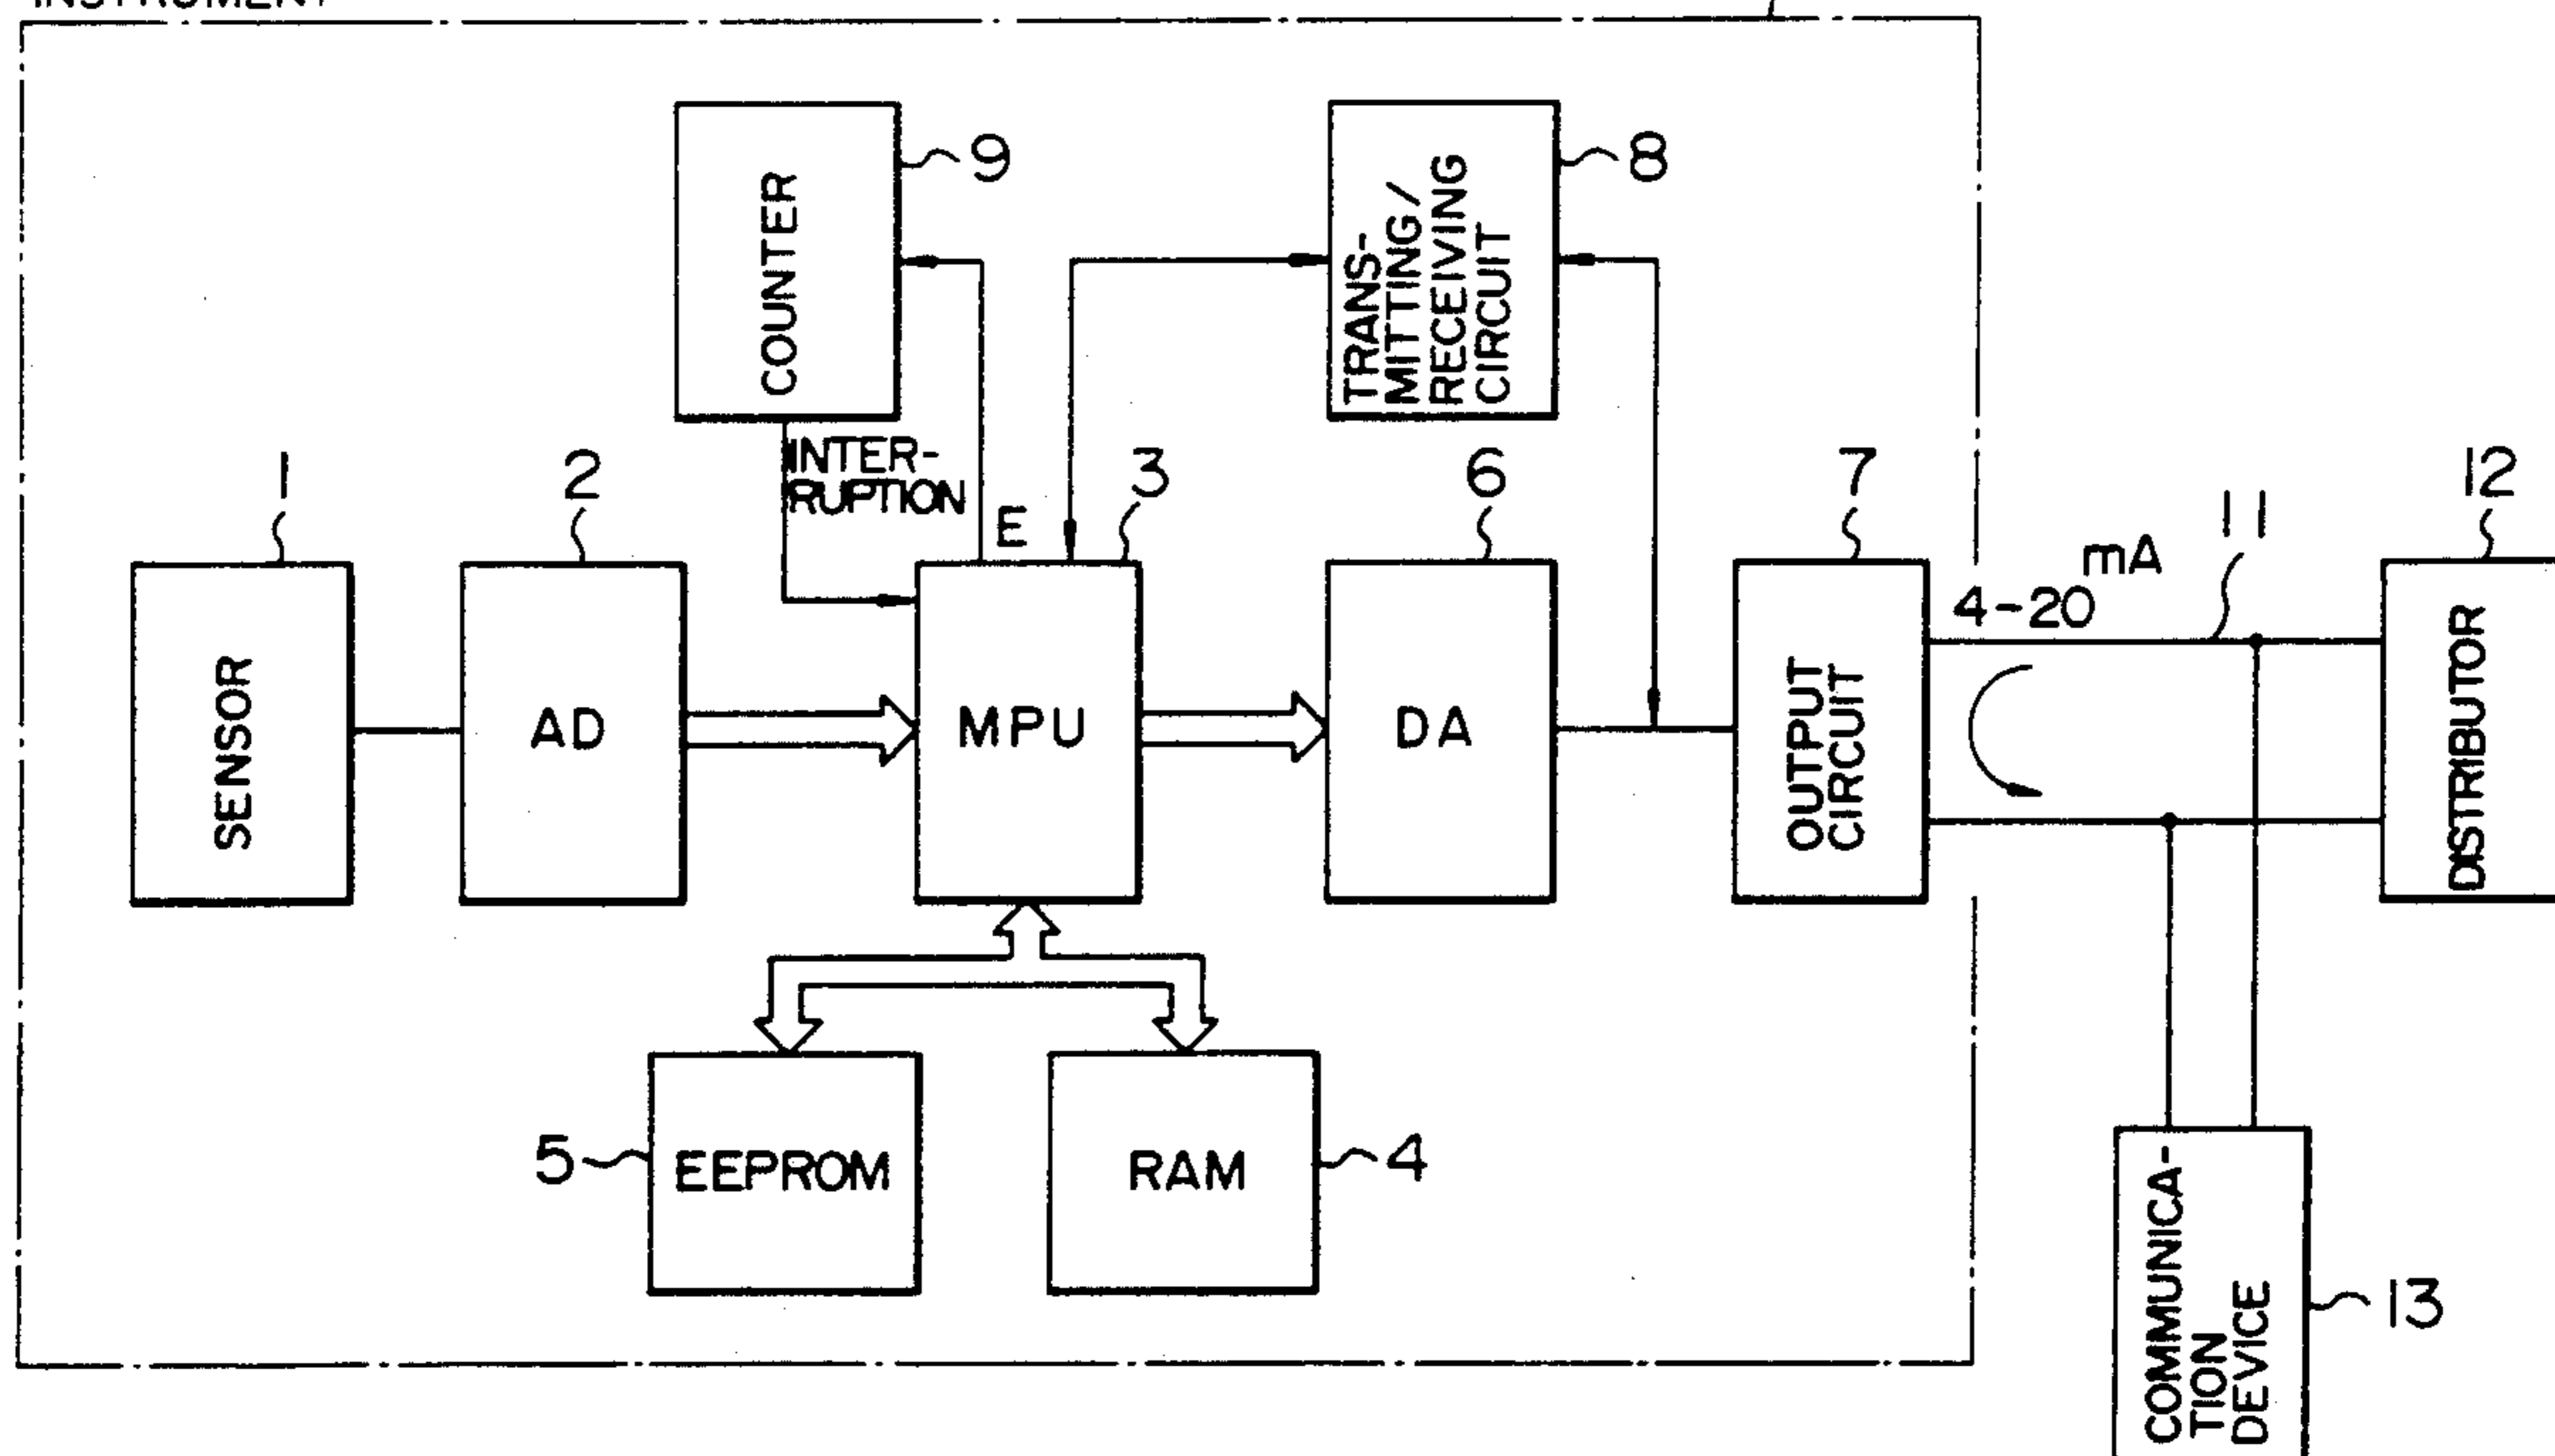 INSTRUMENT
COUNTER
9
TRANS-
MITTING/
RECEIVING
CIRCUIT
8
INTER-
RUPTION
E
1
2
3
6
7
4-20 mA
11
12
SENSOR
AD
MPU
DA
OUTPUT
CIRCUIT
DISTRIBUTOR
5
EEPROM
RAM
4
COMMUNICA-
TION
DEVICE
13